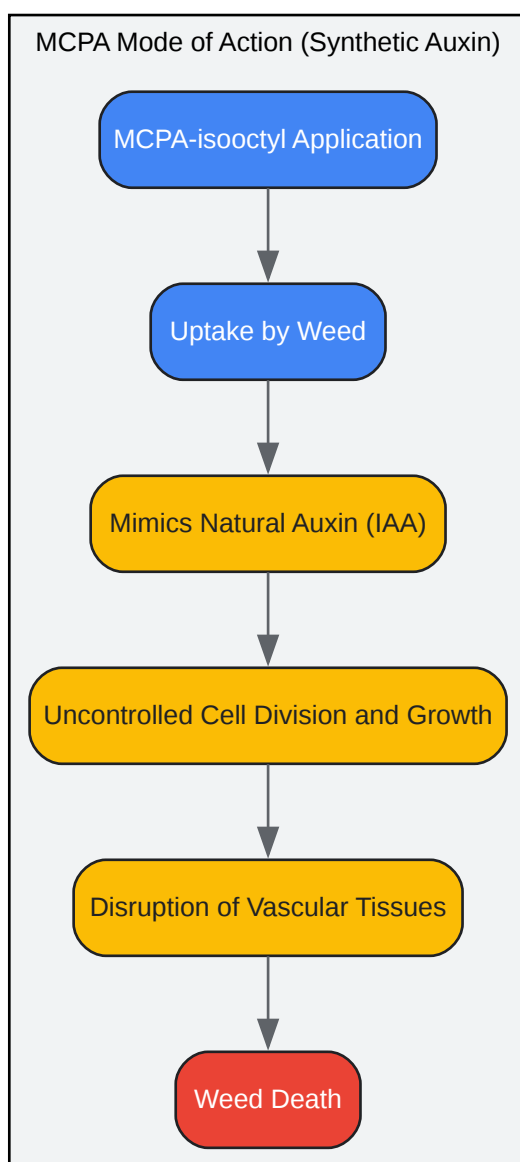 MCPA Mode of Action (Synthetic Auxin)
MCPA-isooctyl Application
Uptake by Weed
Mimics Natural Auxin (IAA)
Uncontrolled Cell Division and Growth
Disruption of Vascular Tissues
Weed Death